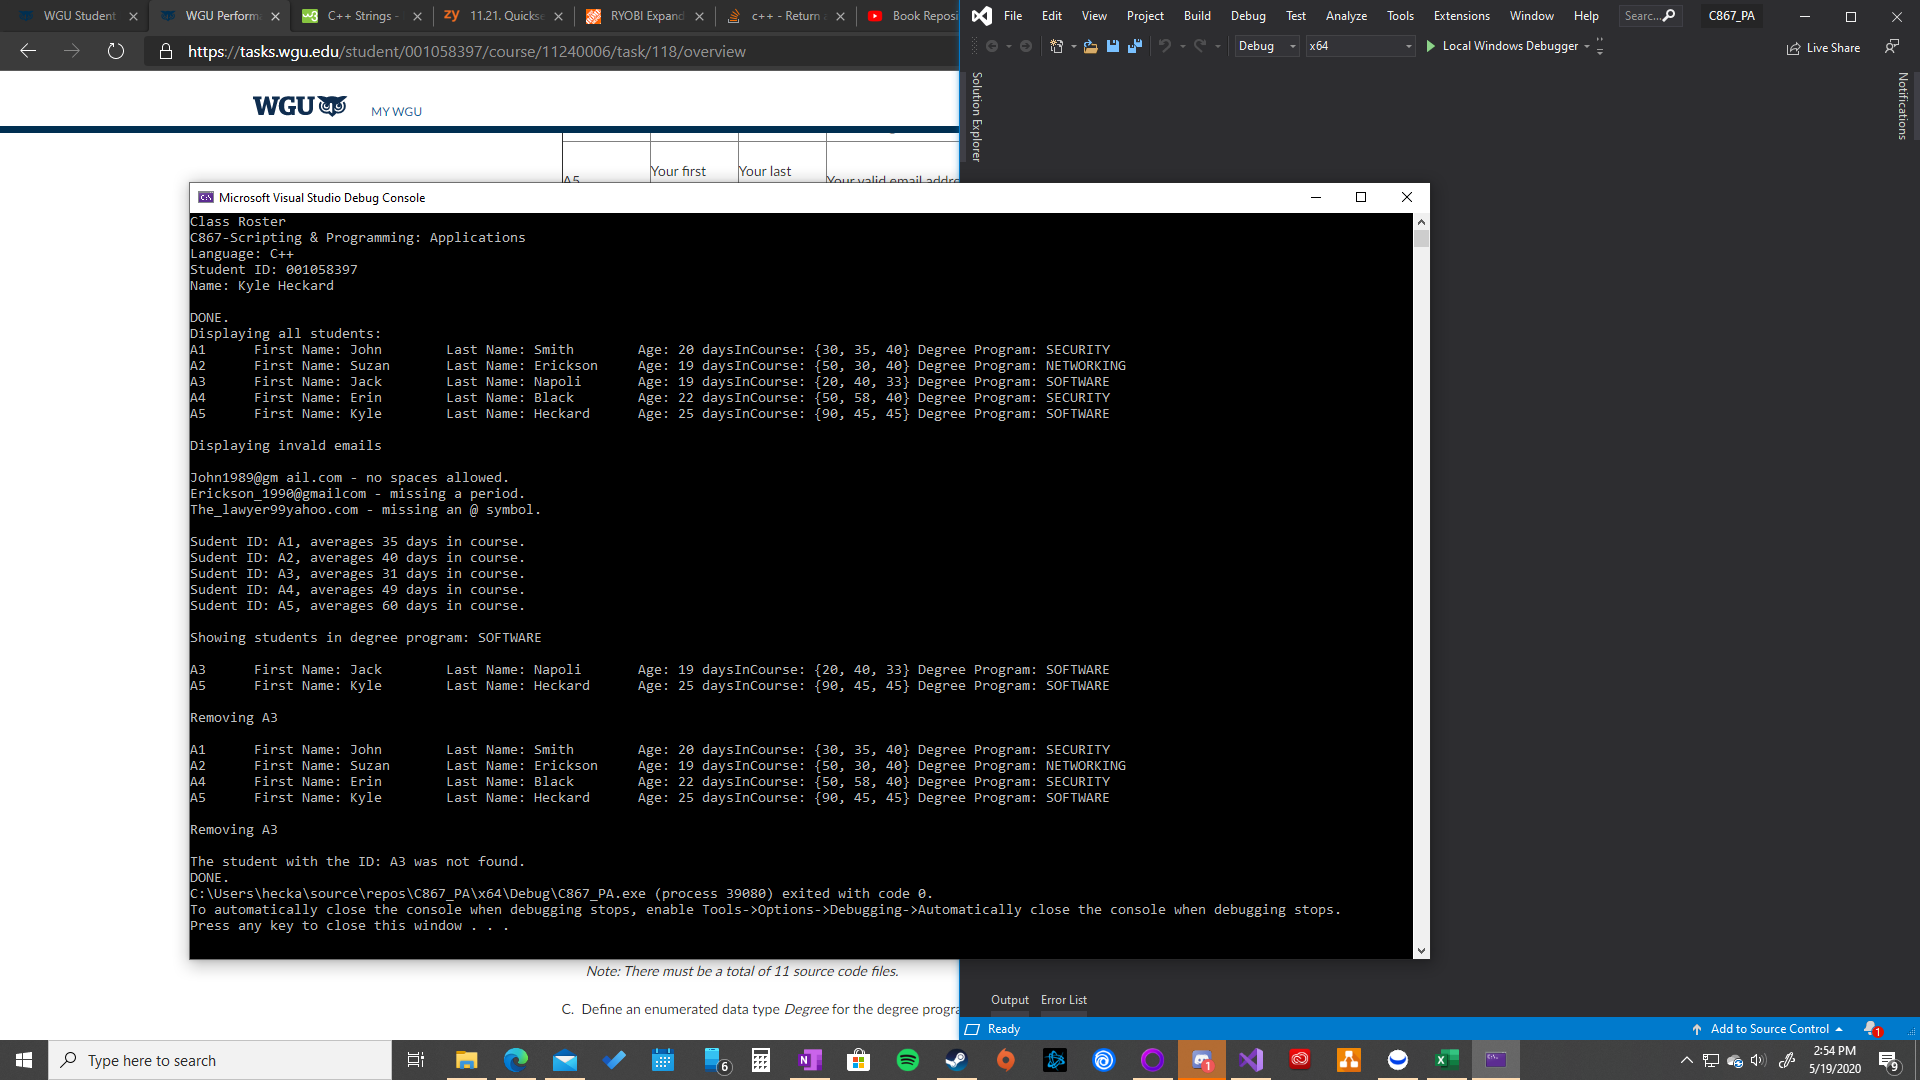 WGU Student
WGU Performa
C++ Strings -
zy 11.21. Quickse
RYOBI Expand
c++ - Return
Book Reposi
https://tasks.wgu.edu/student/001058397/course/11240006/task/118/overview
File Edit View Project Build Debug Test Analyze Tools Extensions Window Help Searc... C867_PA
Debug x64 Local Windows Debugger Live Share
Solution Explorer
Notifications
WGU MY WGU
A5 Your first Your last Your valid email addre
Microsoft Visual Studio Debug Console
Class Roster
C867-Scripting & Programming: Applications
Language: C++
Student ID: 001058397
Name: Kyle Heckard
DONE.
Displaying all students:
A1 First Name: John Last Name: Smith Age: 20 daysInCourse: {30, 35, 40} Degree Program: SECURITY
A2 First Name: Suzan Last Name: Erickson Age: 19 daysInCourse: {50, 30, 40} Degree Program: NETWORKING
A3 First Name: Jack Last Name: Napoli Age: 19 daysInCourse: {20, 40, 33} Degree Program: SOFTWARE
A4 First Name: Erin Last Name: Black Age: 22 daysInCourse: {50, 58, 40} Degree Program: SECURITY
A5 First Name: Kyle Last Name: Heckard Age: 25 daysInCourse: {90, 45, 45} Degree Program: SOFTWARE
Displaying invald emails
John1989@gm ail.com - no spaces allowed.
Erickson_1990@gmailcom - missing a period.
The_lawyer99yahoo.com - missing an @ symbol.
Sudent ID: A1, averages 35 days in course.
Sudent ID: A2, averages 40 days in course.
Sudent ID: A3, averages 31 days in course.
Sudent ID: A4, averages 49 days in course.
Sudent ID: A5, averages 60 days in course.
Showing students in degree program: SOFTWARE
A3 First Name: Jack Last Name: Napoli Age: 19 daysInCourse: {20, 40, 33} Degree Program: SOFTWARE
A5 First Name: Kyle Last Name: Heckard Age: 25 daysInCourse: {90, 45, 45} Degree Program: SOFTWARE
Removing A3
A1 First Name: John Last Name: Smith Age: 20 daysInCourse: {30, 35, 40} Degree Program: SECURITY
A2 First Name: Suzan Last Name: Erickson Age: 19 daysInCourse: {50, 30, 40} Degree Program: NETWORKING
A4 First Name: Erin Last Name: Black Age: 22 daysInCourse: {50, 58, 40} Degree Program: SECURITY
A5 First Name: Kyle Last Name: Heckard Age: 25 daysInCourse: {90, 45, 45} Degree Program: SOFTWARE
Removing A3
The student with the ID: A3 was not found.
DONE.
C:\Users\hecka\source\repos\C867_PA\x64\Debug\C867_PA.exe (process 39080) exited with code 0.
To automatically close the console when debugging stops, enable Tools->Options->Debugging->Automatically close the console when debugging stops.
Press any key to close this window . . .
Note: There must be a total of 11 source code files.
C. Define an enumerated data type Degree for the degree progra
Output Error List
Ready Add to Source Control 1
Type here to search
6
1
2:54 PM
5/19/2020
9